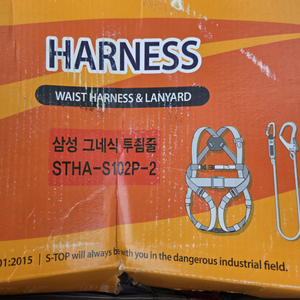 HARNESS
WAIST HARNESS & LANYARD
삼성 그네식 투휨줄
STHA-S102P-2
01:2015 | S-TOP will always be with you in the dangerous industrial field.